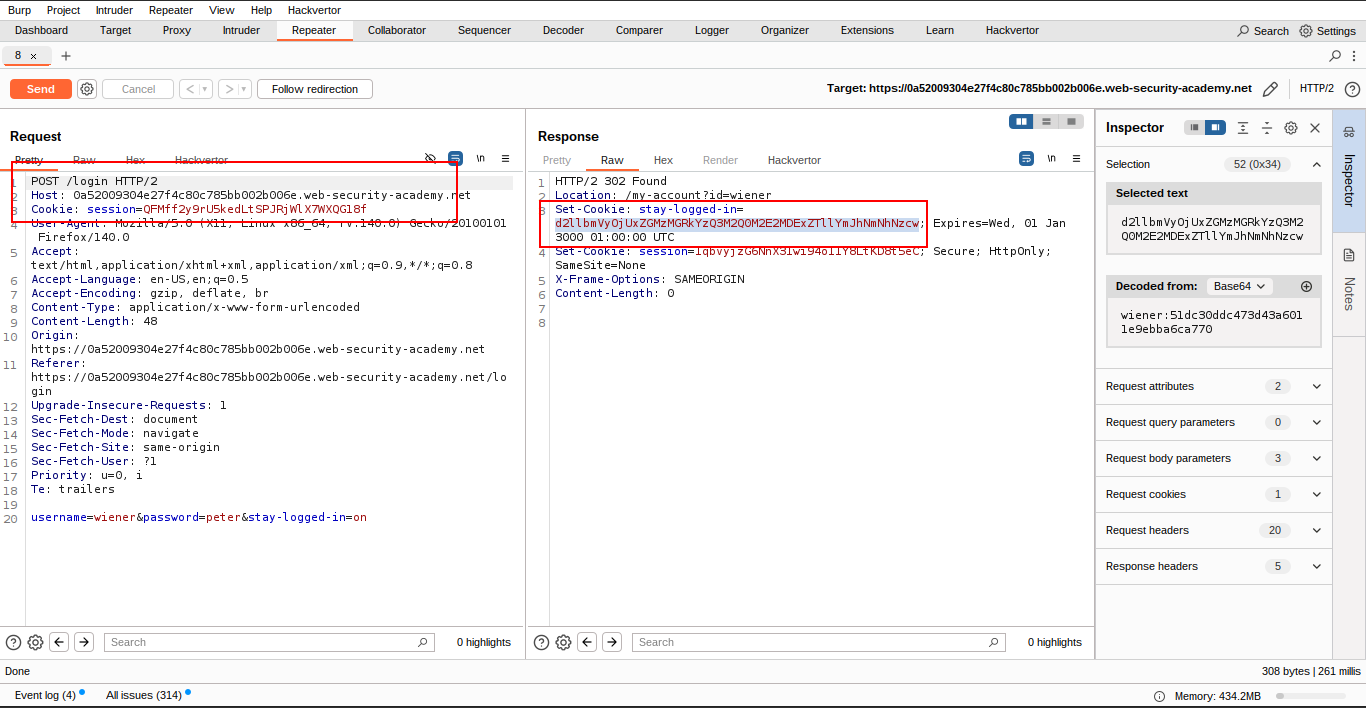 Burp Project Intruder Repeater View Help Hackvertor
Dashboard Target Proxy Intruder Repeater Collaborator Sequencer Decoder Comparer Logger Organizer Extensions Learn Hackvertor Search Settings
8 × +
Send Cancel < > Follow redirection Target: https://0a52009304e27f4c80c785bb002b006e.web-security-academy.net HTTP/2
Request
Pretty Raw Hex Hackvertor \n
1 POST /login HTTP/2
2 Host: 0a52009304e27f4c80c785bb002b006e.web-security-academy.net
3 Cookie: session=QFMff2y9rU5kedLtSPJRjWlX7WXQG18f
4 User-Agent: Mozilla/5.0 (X11; Linux x86_64; rv:140.0) Gecko/20100101
Firefox/140.0
5 Accept:
text/html,application/xhtml+xml,application/xml;q=0.9,*/*;q=0.8
6 Accept-Language: en-US,en;q=0.5
7 Accept-Encoding: gzip, deflate, br
8 Content-Type: application/x-www-form-urlencoded
9 Content-Length: 48
10 Origin:
https://0a52009304e27f4c80c785bb002b006e.web-security-academy.net
11 Referer:
https://0a52009304e27f4c80c785bb002b006e.web-security-academy.net/lo
gin
12 Upgrade-Insecure-Requests: 1
13 Sec-Fetch-Dest: document
14 Sec-Fetch-Mode: navigate
15 Sec-Fetch-Site: same-origin
16 Sec-Fetch-User: ?1
17 Priority: u=0, i
18 Te: trailers
19
20 username=wiener&password=peter&stay-logged-in=on
Search 0 highlights
Response
Pretty Raw Hex Render Hackvertor \n
1 HTTP/2 302 Found
2 Location: /my-account?id=wiener
3 Set-Cookie: stay-logged-in=
d2llbmVyOjUxZGMzMGRkYzQ3M2Q0M2E2MDExZTllYmJhNmNhNzcw; Expires=Wed, 01 Jan
3000 01:00:00 UTC
4 Set-Cookie: session=; Secure; HttpOnly;
SameSite=None
5 X-Frame-Options: SAMEORIGIN
6 Content-Length: 0
7
8
Search 0 highlights
Inspector
Selection 52 (0x34)
Selected text
d2llbmVyOjUxZGMzMGRkYzQ3M2
Q0M2E2MDExZTllYmJhNmNhNzcw
Decoded from: Base64
wiener:51dc30ddc473d43a601
1e9ebba6ca770
Request attributes 2
Request query parameters 0
Request body parameters 3
Request cookies 1
Request headers 20
Response headers 5
Inspector
Notes
Done 308 bytes | 261 millis
Event log (4) All issues (314) Memory: 434.2MB